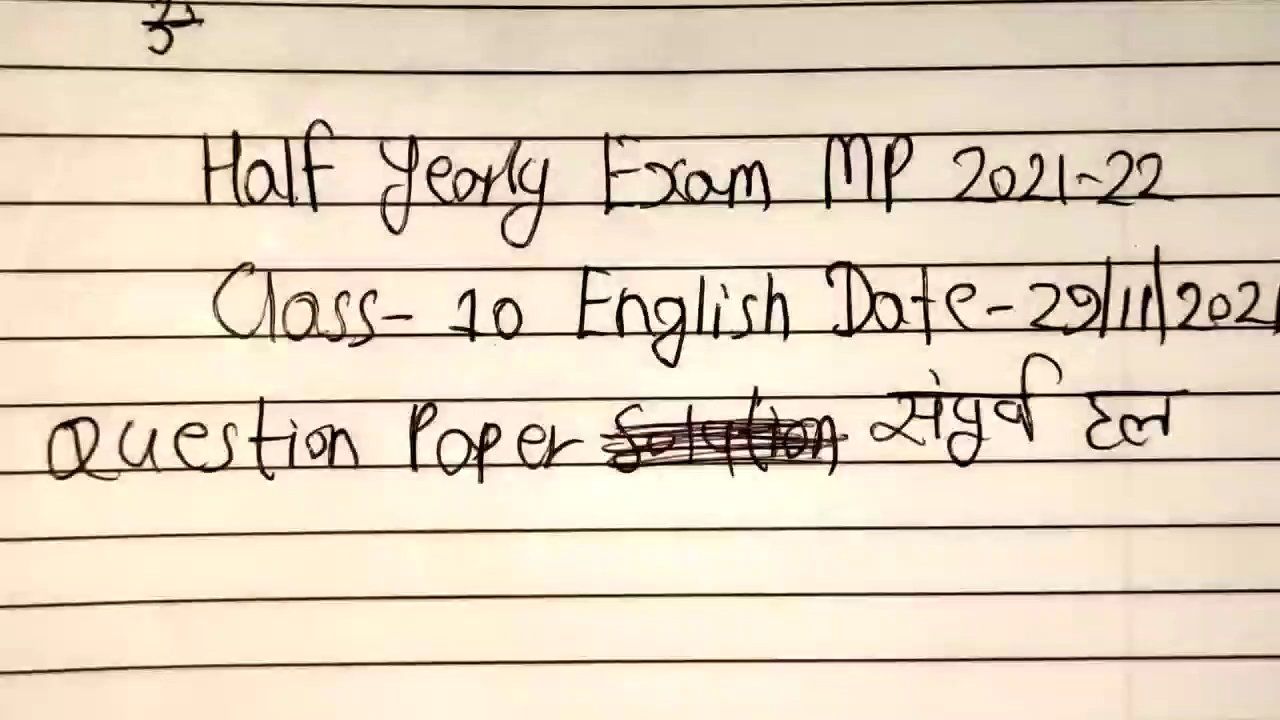 Half Yearly Exam MP 2021-22
Class- 10 English Date-29/11/2021
Question Paper संपुर्व हल